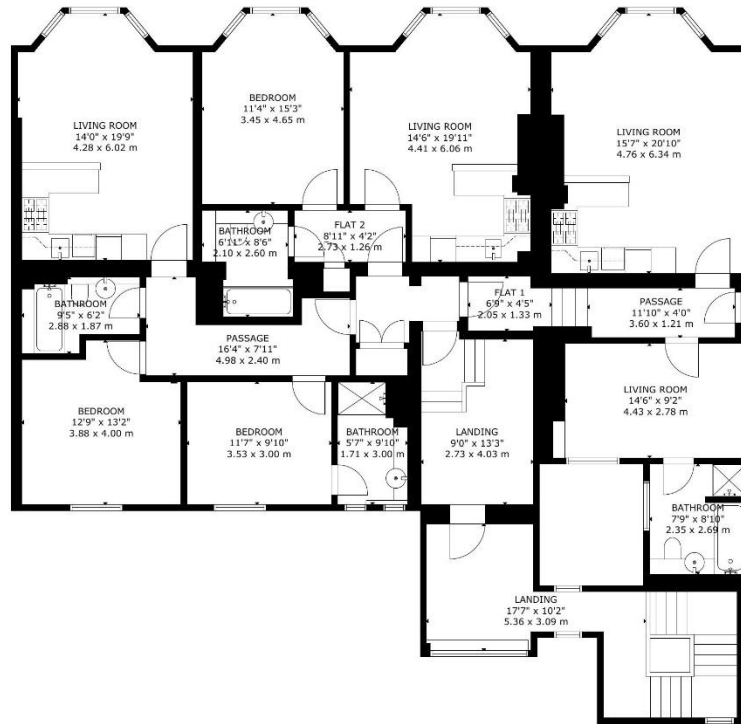 LIVING ROOM
14'0" x 19'9"
4.28 x 6.02 m
BEDROOM
11'4" x 15'3"
3.45 x 4.65 m
LIVING ROOM
14'6" x 19'11"
4.41 x 6.06 m
LIVING ROOM
15'7" x 20'10"
4.76 x 6.34 m
BATHROOM
6'11" x 8'6"
2.10 x 2.60 m
FLAT 2
8'11" x 4'2"
2.73 x 1.26 m
BATHROOM
9'5" x 6'2"
2.88 x 1.87 m
PASSAGE
16'4" x 7'11"
4.98 x 2.40 m
FLAT 1
6'9" x 4'5"
2.05 x 1.33 m
PASSAGE
11'10" x 4'0"
3.60 x 1.21 m
LIVING ROOM
14'6" x 9'2"
4.43 x 2.78 m
BEDROOM
12'9" x 13'2"
3.88 x 4.00 m
BEDROOM
11'7" x 9'10"
3.53 x 3.00 m
BATHROOM
5'7" x 9'10"
1.71 x 3.00 m
LANDING
9'0" x 13'3"
2.73 x 4.03 m
BATHROOM
7'9" x 8'10"
2.35 x 2.69 m
LANDING
17'7" x 10'2"
5.36 x 3.09 m